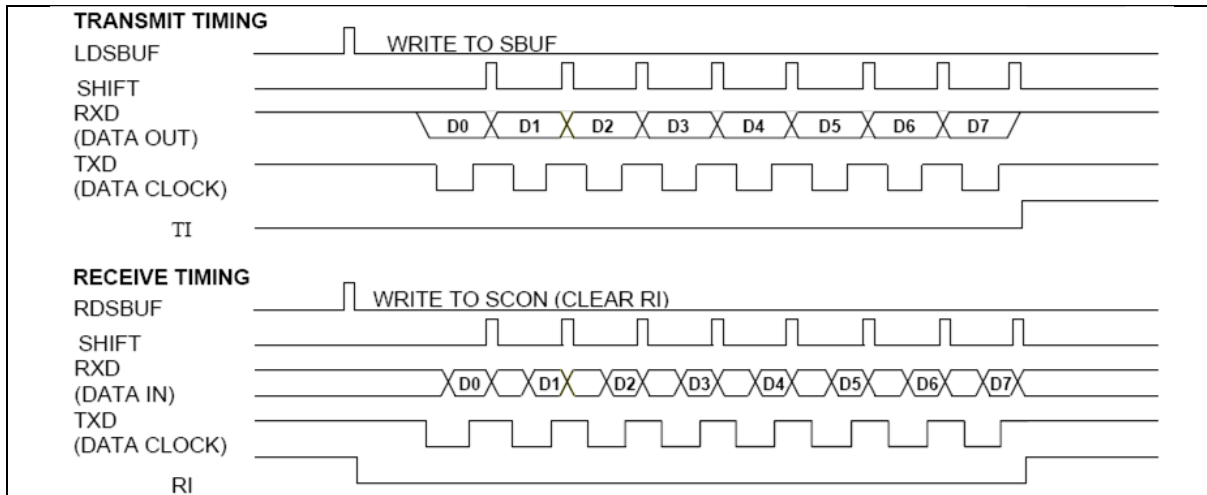 TRANSMIT TIMING
LDSBUF
WRITE TO SBUF
SHIFT
RXD
(DATA OUT)
D0 D1 D2 D3 D4 D5 D6 D7
TXD
(DATA CLOCK)
TI
RECEIVE TIMING
RDSBUF
WRITE TO SCON (CLEAR RI)
SHIFT
RXD
(DATA IN)
D0 D1 D2 D3 D4 D5 D6 D7
TXD
(DATA CLOCK)
RI